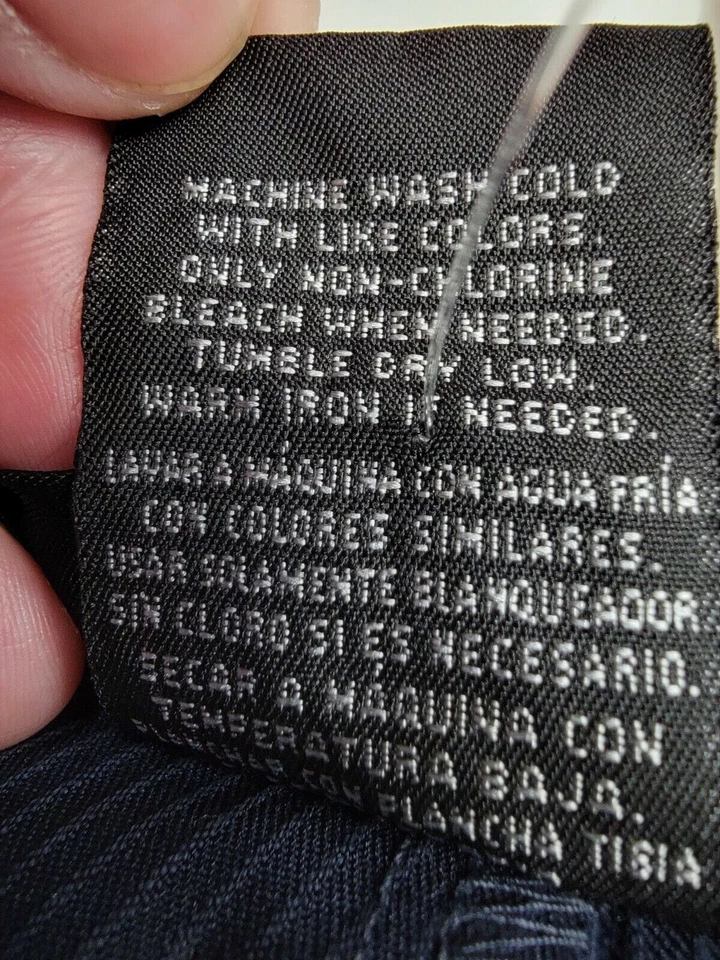 MACHINE WASH COLD
WITH LIKE COLORS.
ONLY NON-CHLORINE
BLEACH WHEN NEEDED.
TUMBLE DRY LOW.
WARM IRON IF NEEDED.
LAVAR A MÁQUINA CON AGUA FRÍA
CON COLORES SIMILARES.
USAR SOLAMENTE BLANQUEADOR
SIN CLORO SI ES NECESARIO.
SECAR A MAQUINA CON
TEMPERATURA BAJA.
PLANCHAR CON PLANCHA TIBIA